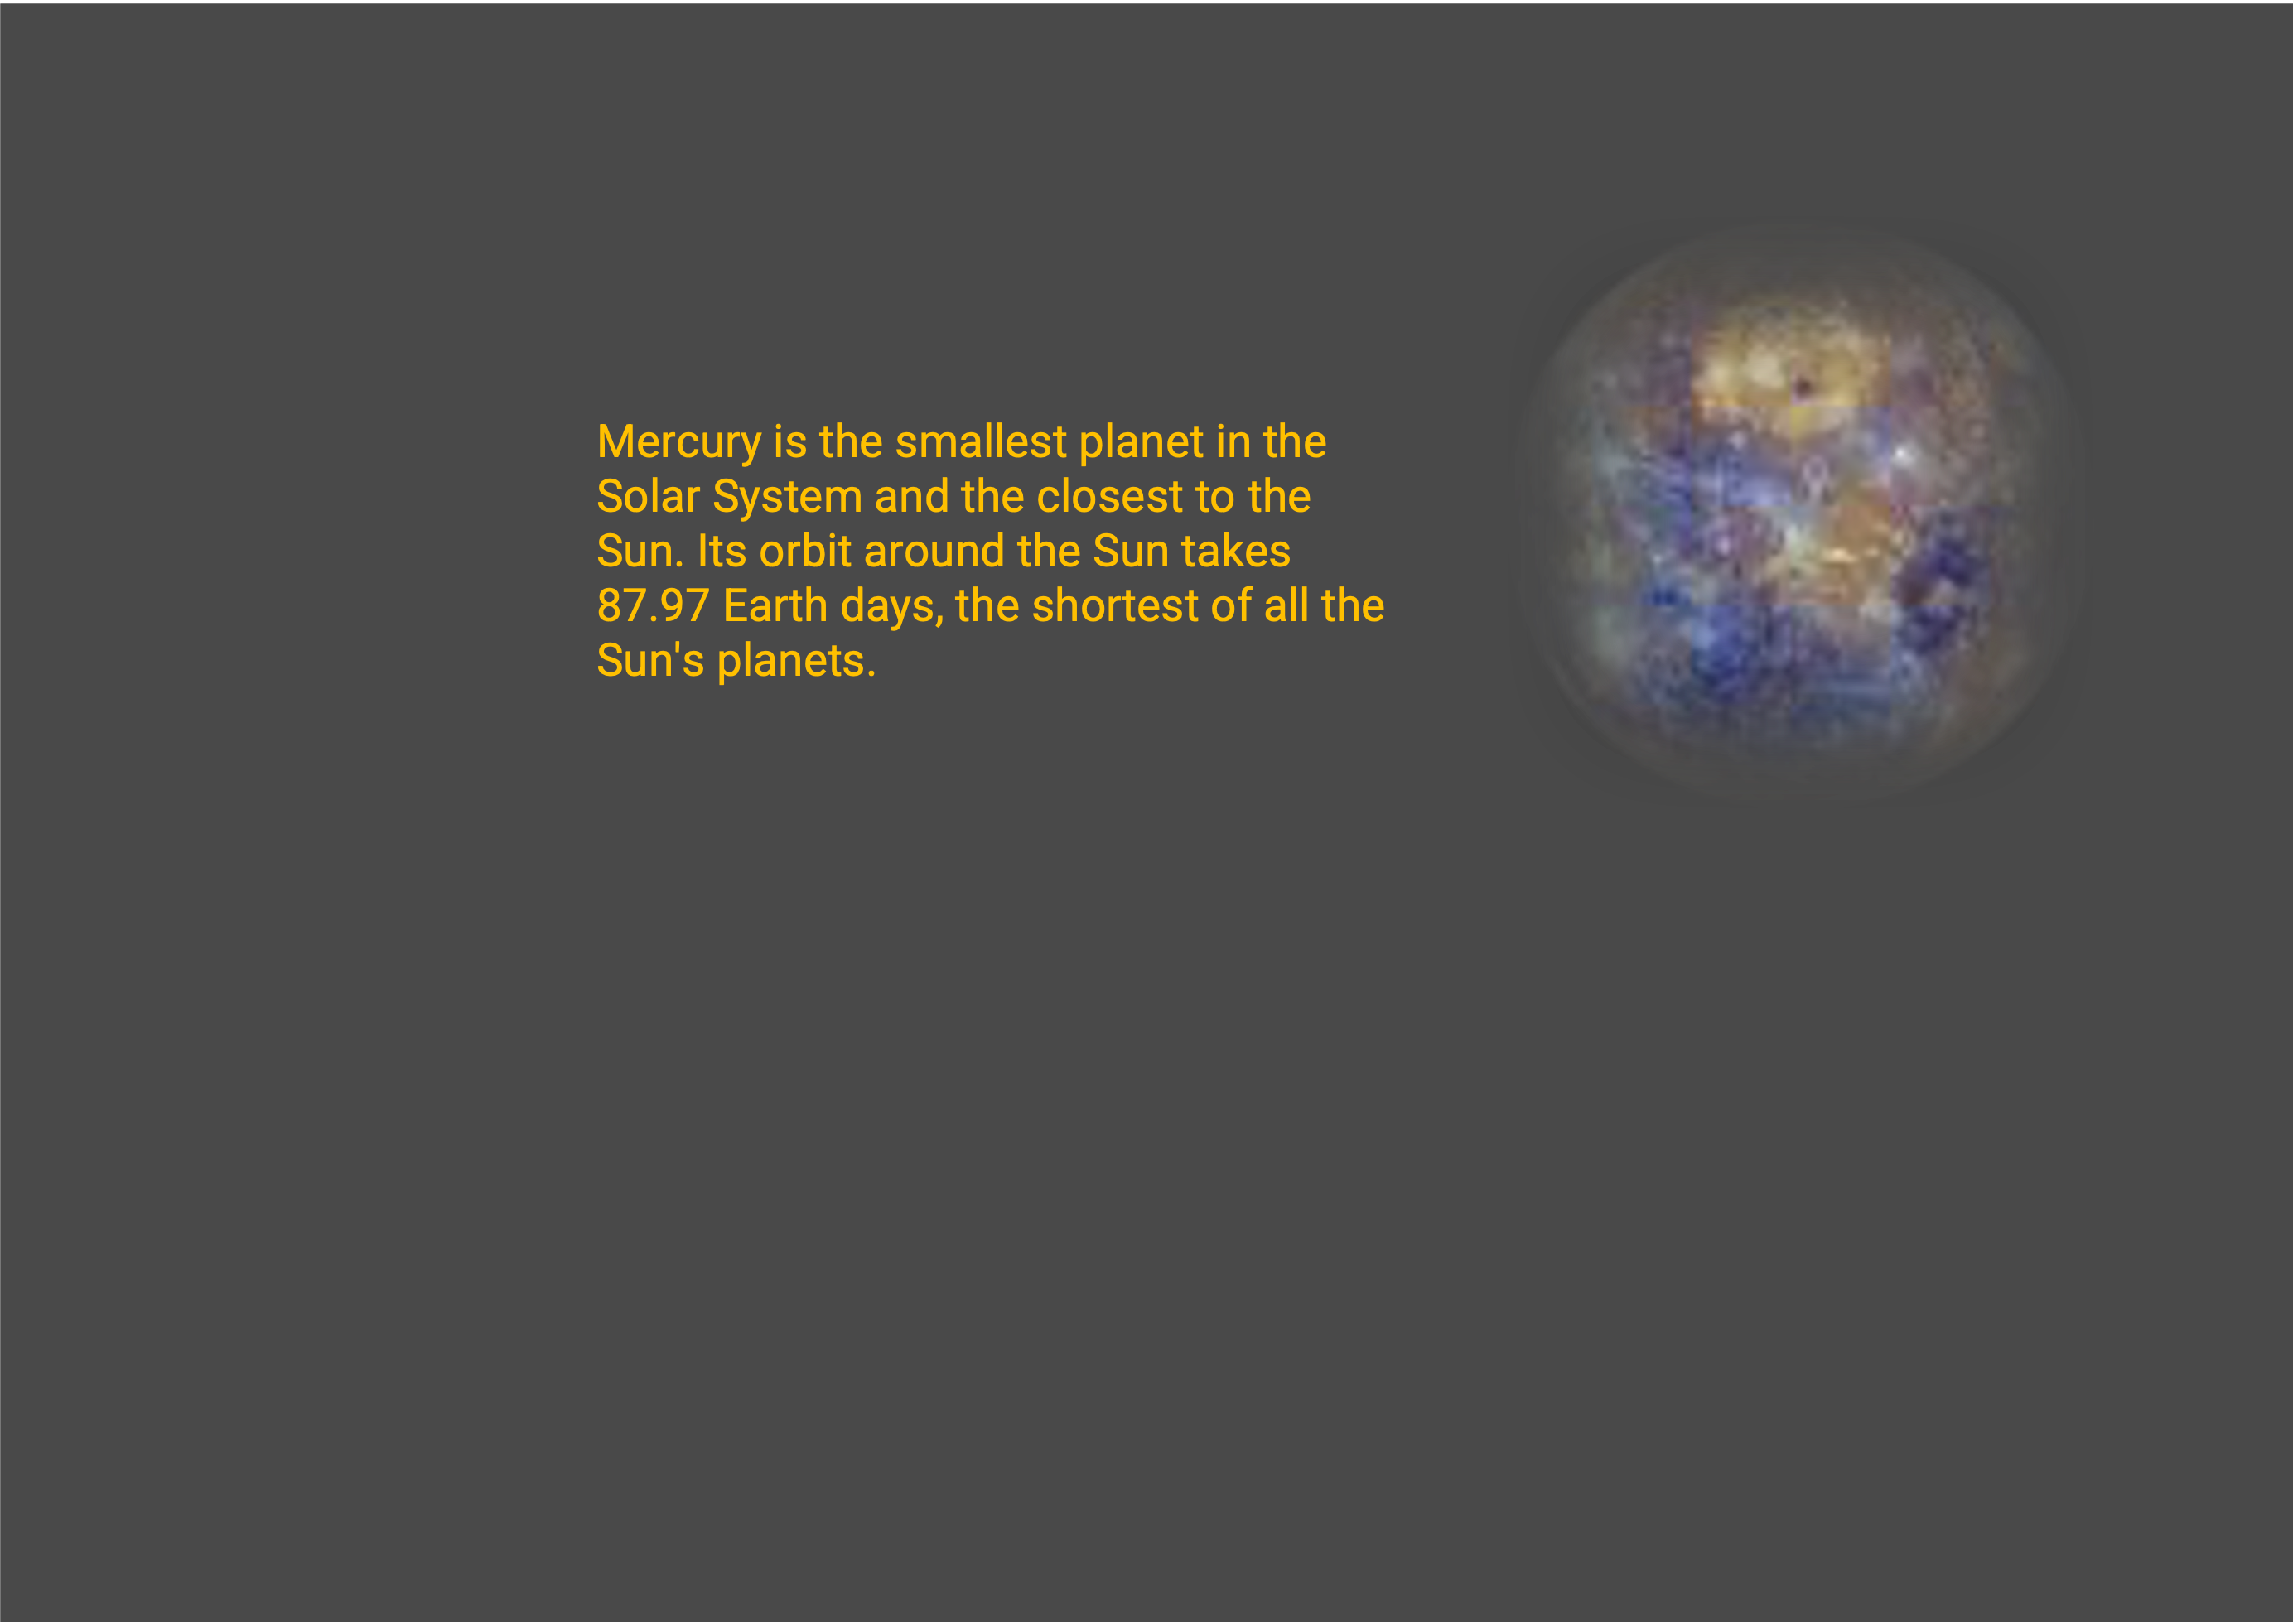 Mercury is the smallest planet in the
Solar System and the closest to the
Sun. Its orbit around the Sun takes
87.97 Earth days, the shortest of all the
Sun's planets.